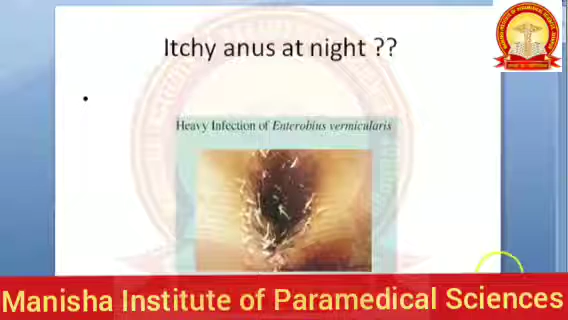 Itchy anus at night ??
Heavy Infection of Enterobius vermicularis
Manisha Institute of Paramedical Sciences